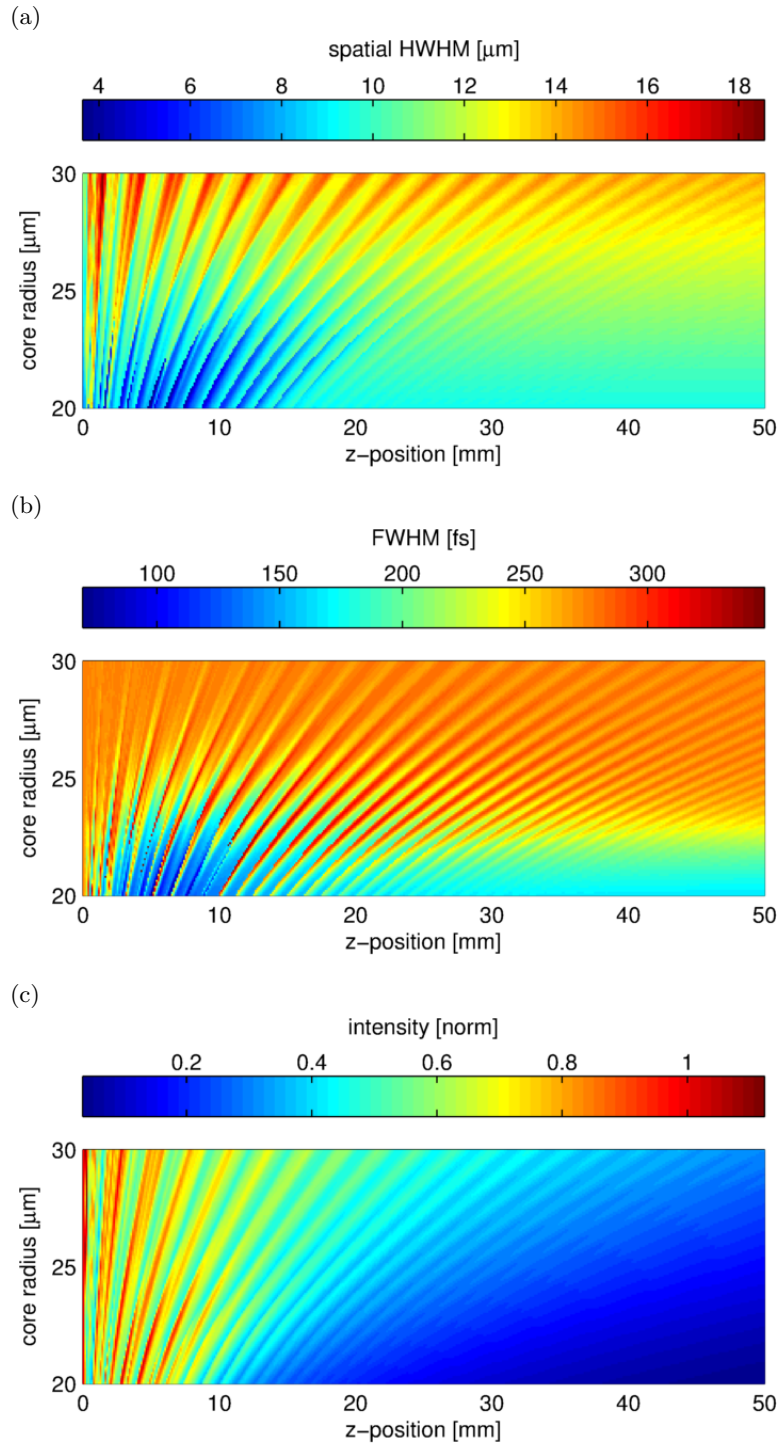 (a)
spatial HWHM [μm]
4 6 8 10 12 14 16 18
30
25
20
core radius [μm]
0 10 20 30 40 50
z−position [mm]
(b)
FWHM [fs]
100 150 200 250 300
30
25
20
core radius [μm]
0 10 20 30 40 50
z−position [mm]
(c)
intensity [norm]
0.2 0.4 0.6 0.8 1
30
25
20
core radius [μm]
0 10 20 30 40 50
z−position [mm]